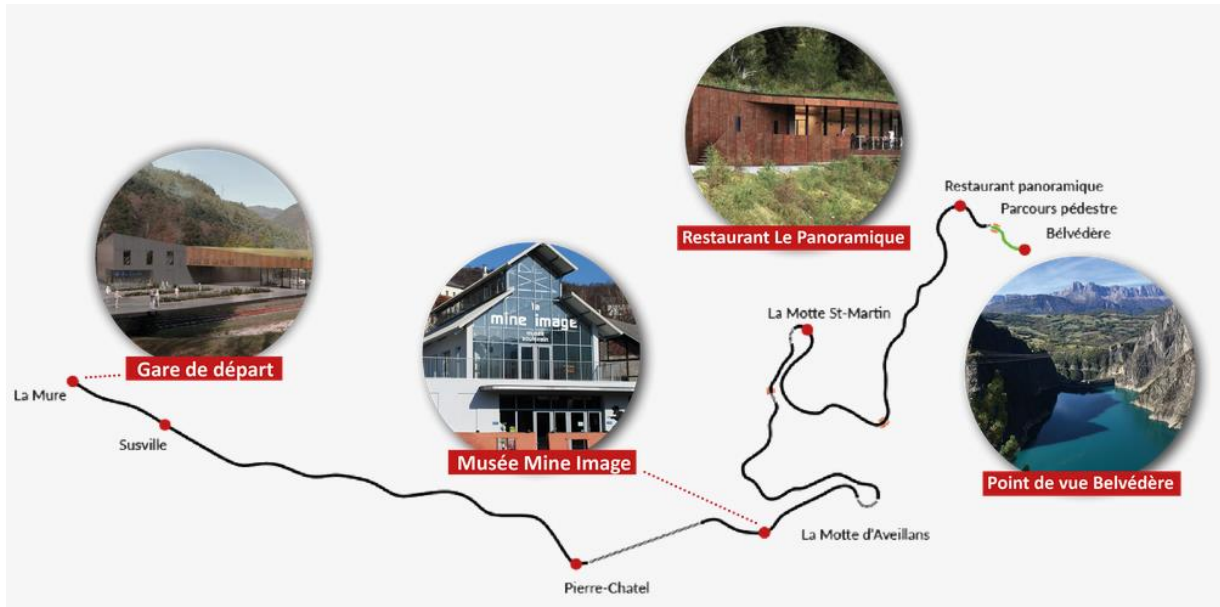 Restaurant Le Panoramique
Restaurant panoramique
Parcours pédestre
Bélvédère
la
mine image
La Motte St-Martin
Gare de départ
La Mure
Susville
Musée Mine Image
Point de vue Belvédère
La Motte d'Aveillans
Pierre-Chatel